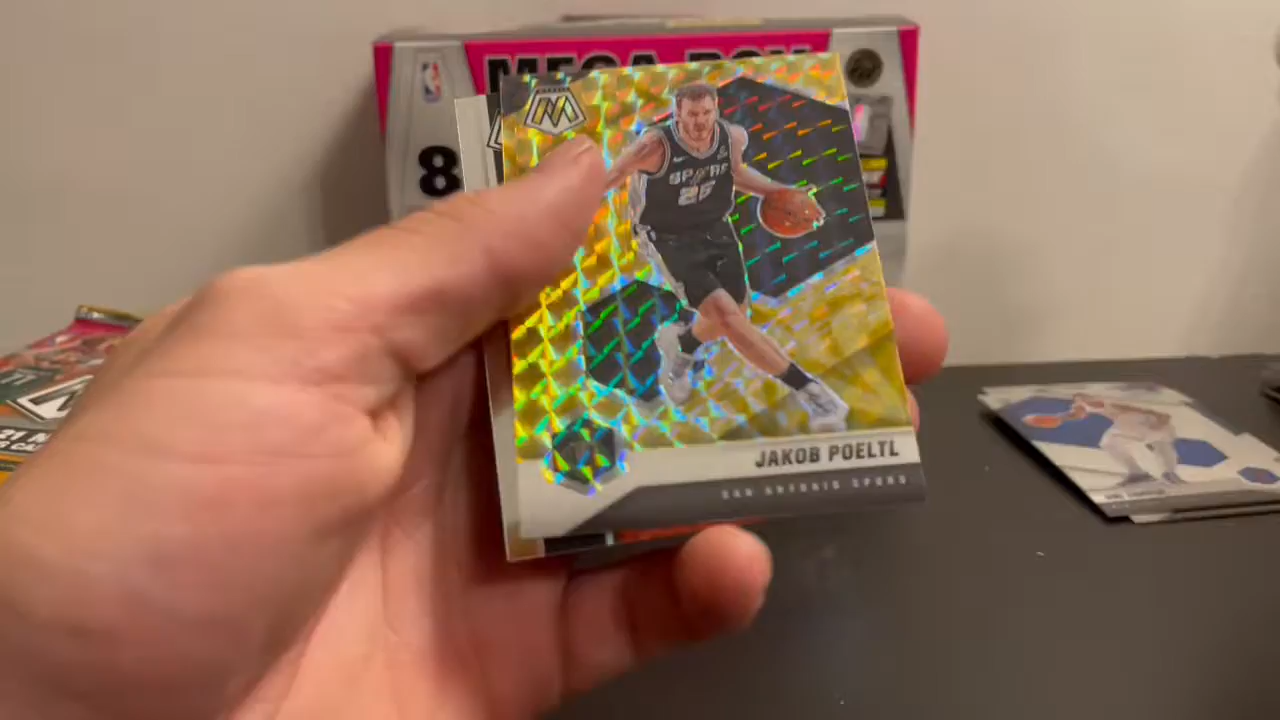 MEGA BOX
8
M
SPURS
25
JAKOB POELTL
SAN ANTONIO SPURS